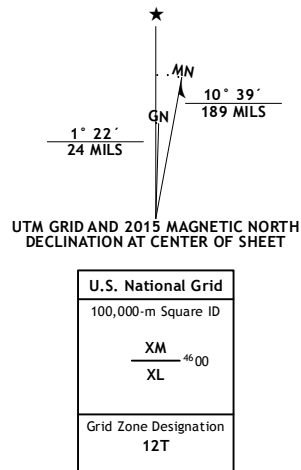 ★
MN
GN
10° 39´
189 MILS
1° 22´
24 MILS
UTM GRID AND 2015 MAGNETIC NORTH
DECLINATION AT CENTER OF SHEET
U.S. National Grid
100,000-m Square ID
XM
4600
XL
Grid Zone Designation
12T